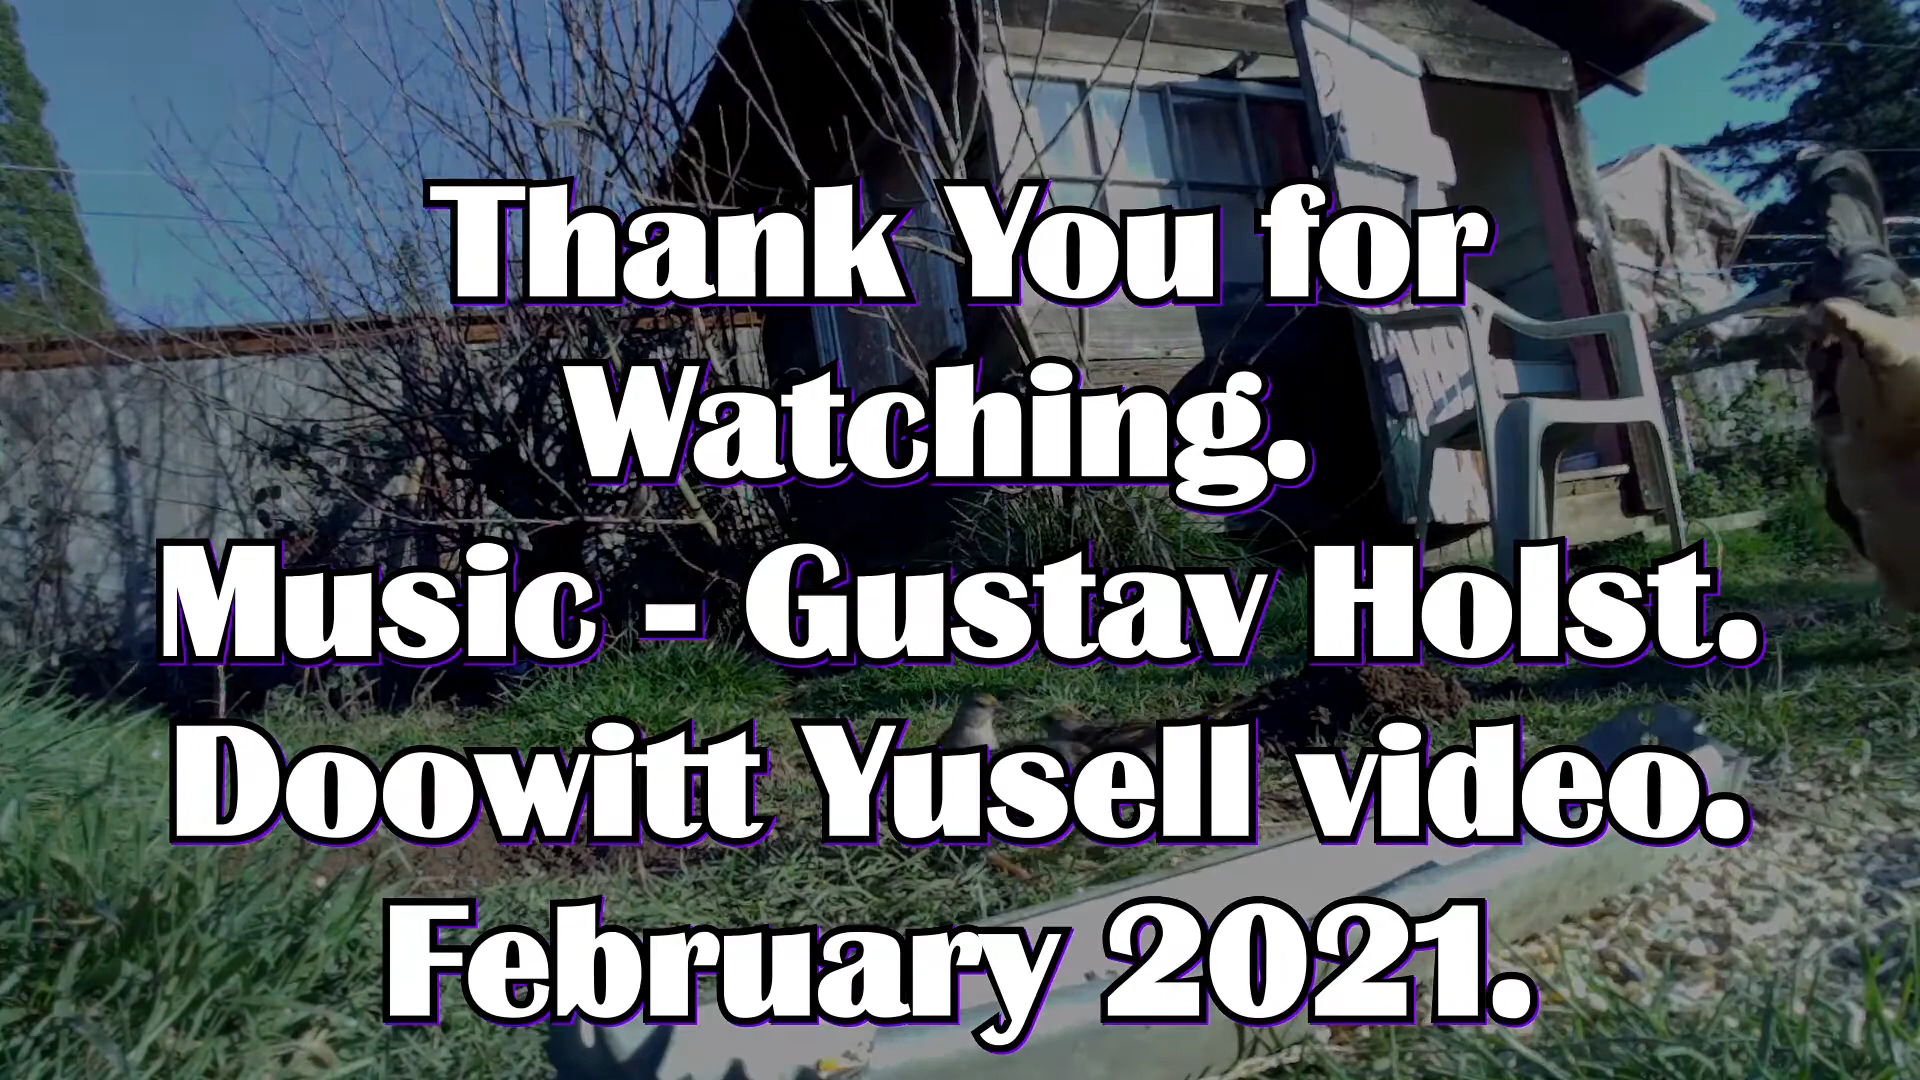 Thank You for
Watching.
Music - Gustav Holst.
Doowitt Yusell video.
February 2021.